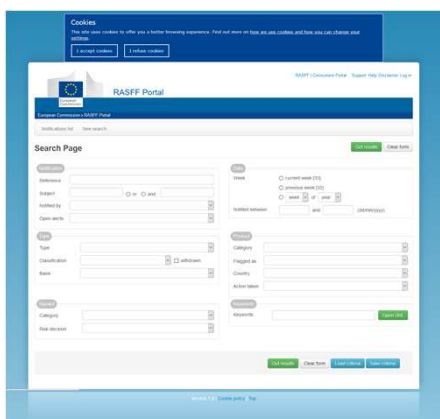 Cookies
This site uses cookies to offer you a better browsing experience. Find out more on how we use cookies and how you can change your
settings.
I accept cookies I refuse cookies
RASFF Portal
European Commission
European Commission > RASFF Portal
Notifications list New search
Search Page
Get results Clear form
Notification
Reference
Subject or and
Notified by
Open alerts
Date
Week current week
previous week
week of year
Notified between and
Type
Type
Classification withdrawn
Basis
Product
Category
Flagged as
Country
Action taken
Hazard
Category
Risk decision
Keywords
Keywords
Get results Clear form Load criteria Save criteria
Cookie policy Top